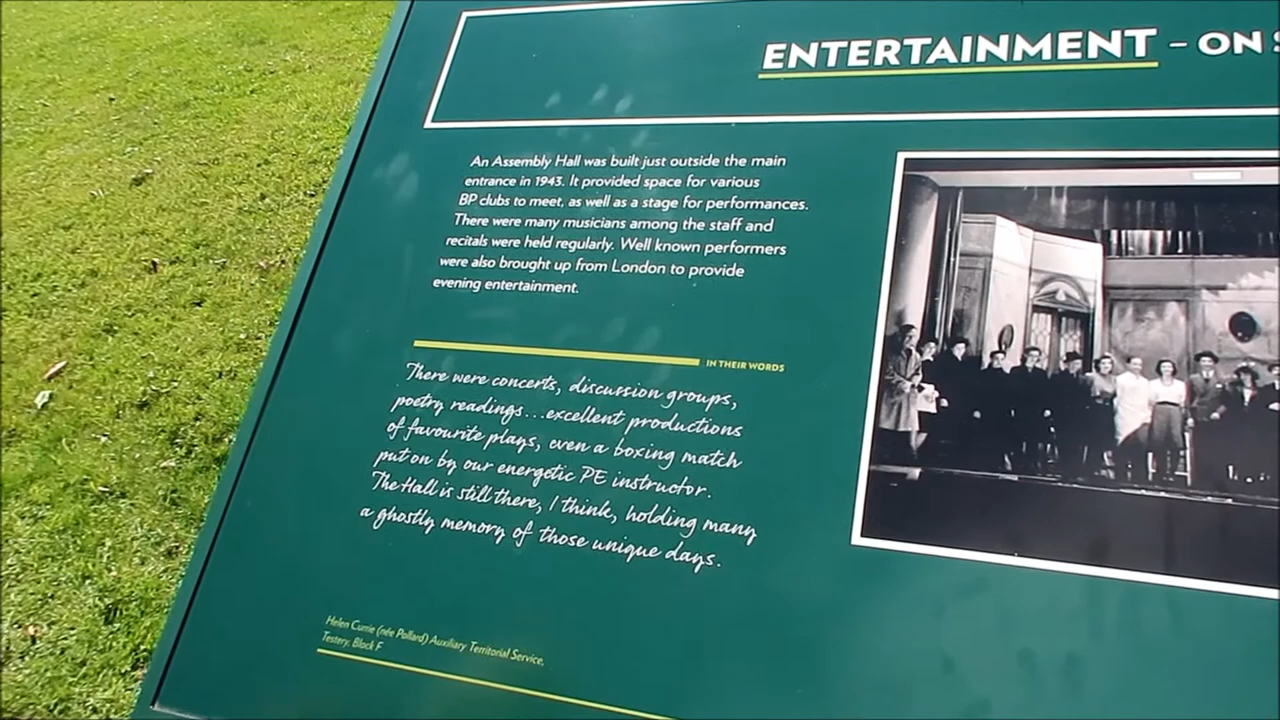 ENTERTAINMENT – ON
An Assembly Hall was built just outside the main
entrance in 1943. It provided space for various
BP clubs to meet, as well as a stage for performances.
There were many musicians among the staff and
recitals were held regularly. Well known performers
were also brought up from London to provide
evening entertainment.
IN THEIR WORDS
There were concerts, discussion groups,
poetry readings...excellent productions
of favourite plays, even a boxing match
put on by our energetic PE instructor.
The Hall is still there, I think, holding many
a ghostly memory of those unique days.
Helen Currie (née Pollard) Auxiliary Territorial Service,
Testery, Block F